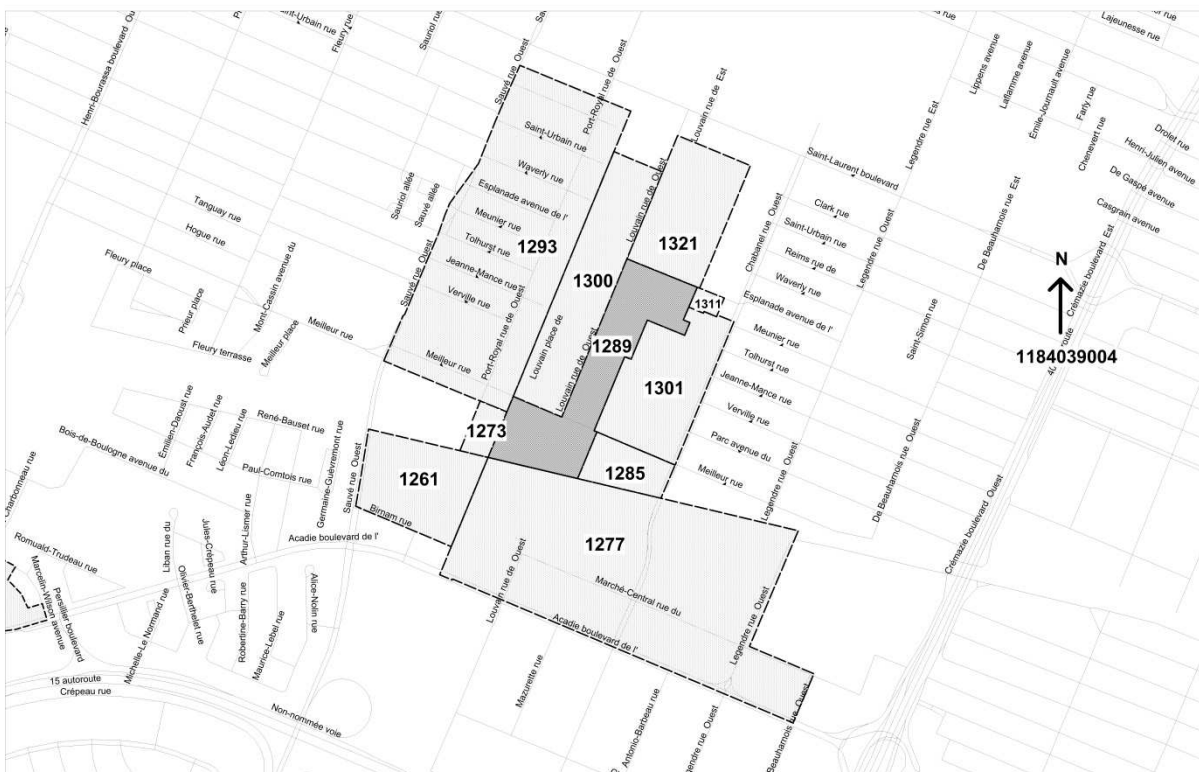 Saint-Urbain rue
Fleury rue
Sauriol rue
Henri-Bourassa boulevard
Sauvé rue Ouest
Port-Royal rue de Ouest
Louvain rue de Est
Saint-Urbain rue
Waverly rue
Esplanade avenue de l'
Meunier rue
Tolhurst rue
Jeanne-Mance rue
Verville rue
Meilleur rue
Sauriol allée
Sauvé allée
Sauvé rue Ouest
Port-Royal rue de Ouest
Louvain place de
Louvain rue de Ouest
Louvain rue de Ouest
Tanguay rue
Hogue rue
Fleury place
Prieur place
Mont-Cassin avenue du
Meilleur place
Meilleur rue
Fleury terrasse
1293
1300
1321
1311
1289
1301
1273
1285
1261
1277
Saint-Laurent boulevard
Clark rue
Saint-Urbain rue
Reims rue de
Waverly rue
Esplanade avenue de l'
Meunier rue
Tolhurst rue
Jeanne-Mance rue
Verville rue
Parc avenue du
Meilleur rue
Chabanel rue Ouest
Legendre rue Est
Legendre rue Ouest
Legendre rue Ouest
De Beauharnois rue Est
De Beauharnois rue Ouest
Saint-Simon rue
Crémazie boulevard Est
Crémazie boulevard Ouest
Lajeunesse rue
Lippens avenue
Laflamme avenue
Émile-Journault avenue
Farly rue
Chenevert rue
Drolet rue
Henri-Julien avenue
De Gaspé avenue
Casgrain avenue
N
1184039004
Émilien-Daoust rue
François-Audet rue
Léon-Ledieu rue
René-Bauset rue
Bois-de-Boulogne avenue du
Paul-Comtois rue
Germaine-Guèvremont rue
Sauvé rue Ouest
Birnam rue
Acadie boulevard de l'
Charbonneau rue
Romuald-Trudeau rue
Marcelin-Wilson avenue
Persillier boulevard
Michelle-Le Normand rue
Liban rue du
Jules-Crépeau rue
Olivier-Berthelet rue
Arthur-Lismer rue
Robertine-Barry rue
Maurice-Lebel rue
Alice-Nolin rue
15 autoroute
Crépeau rue
Non-nommée voie
Louvain rue de Ouest
Marché-Central rue du
Acadie boulevard de l'
Legendre rue Ouest
Mazurette rue
Antonio-Barbeau rue
Legendre rue Ouest
Beauharnois rue Ouest